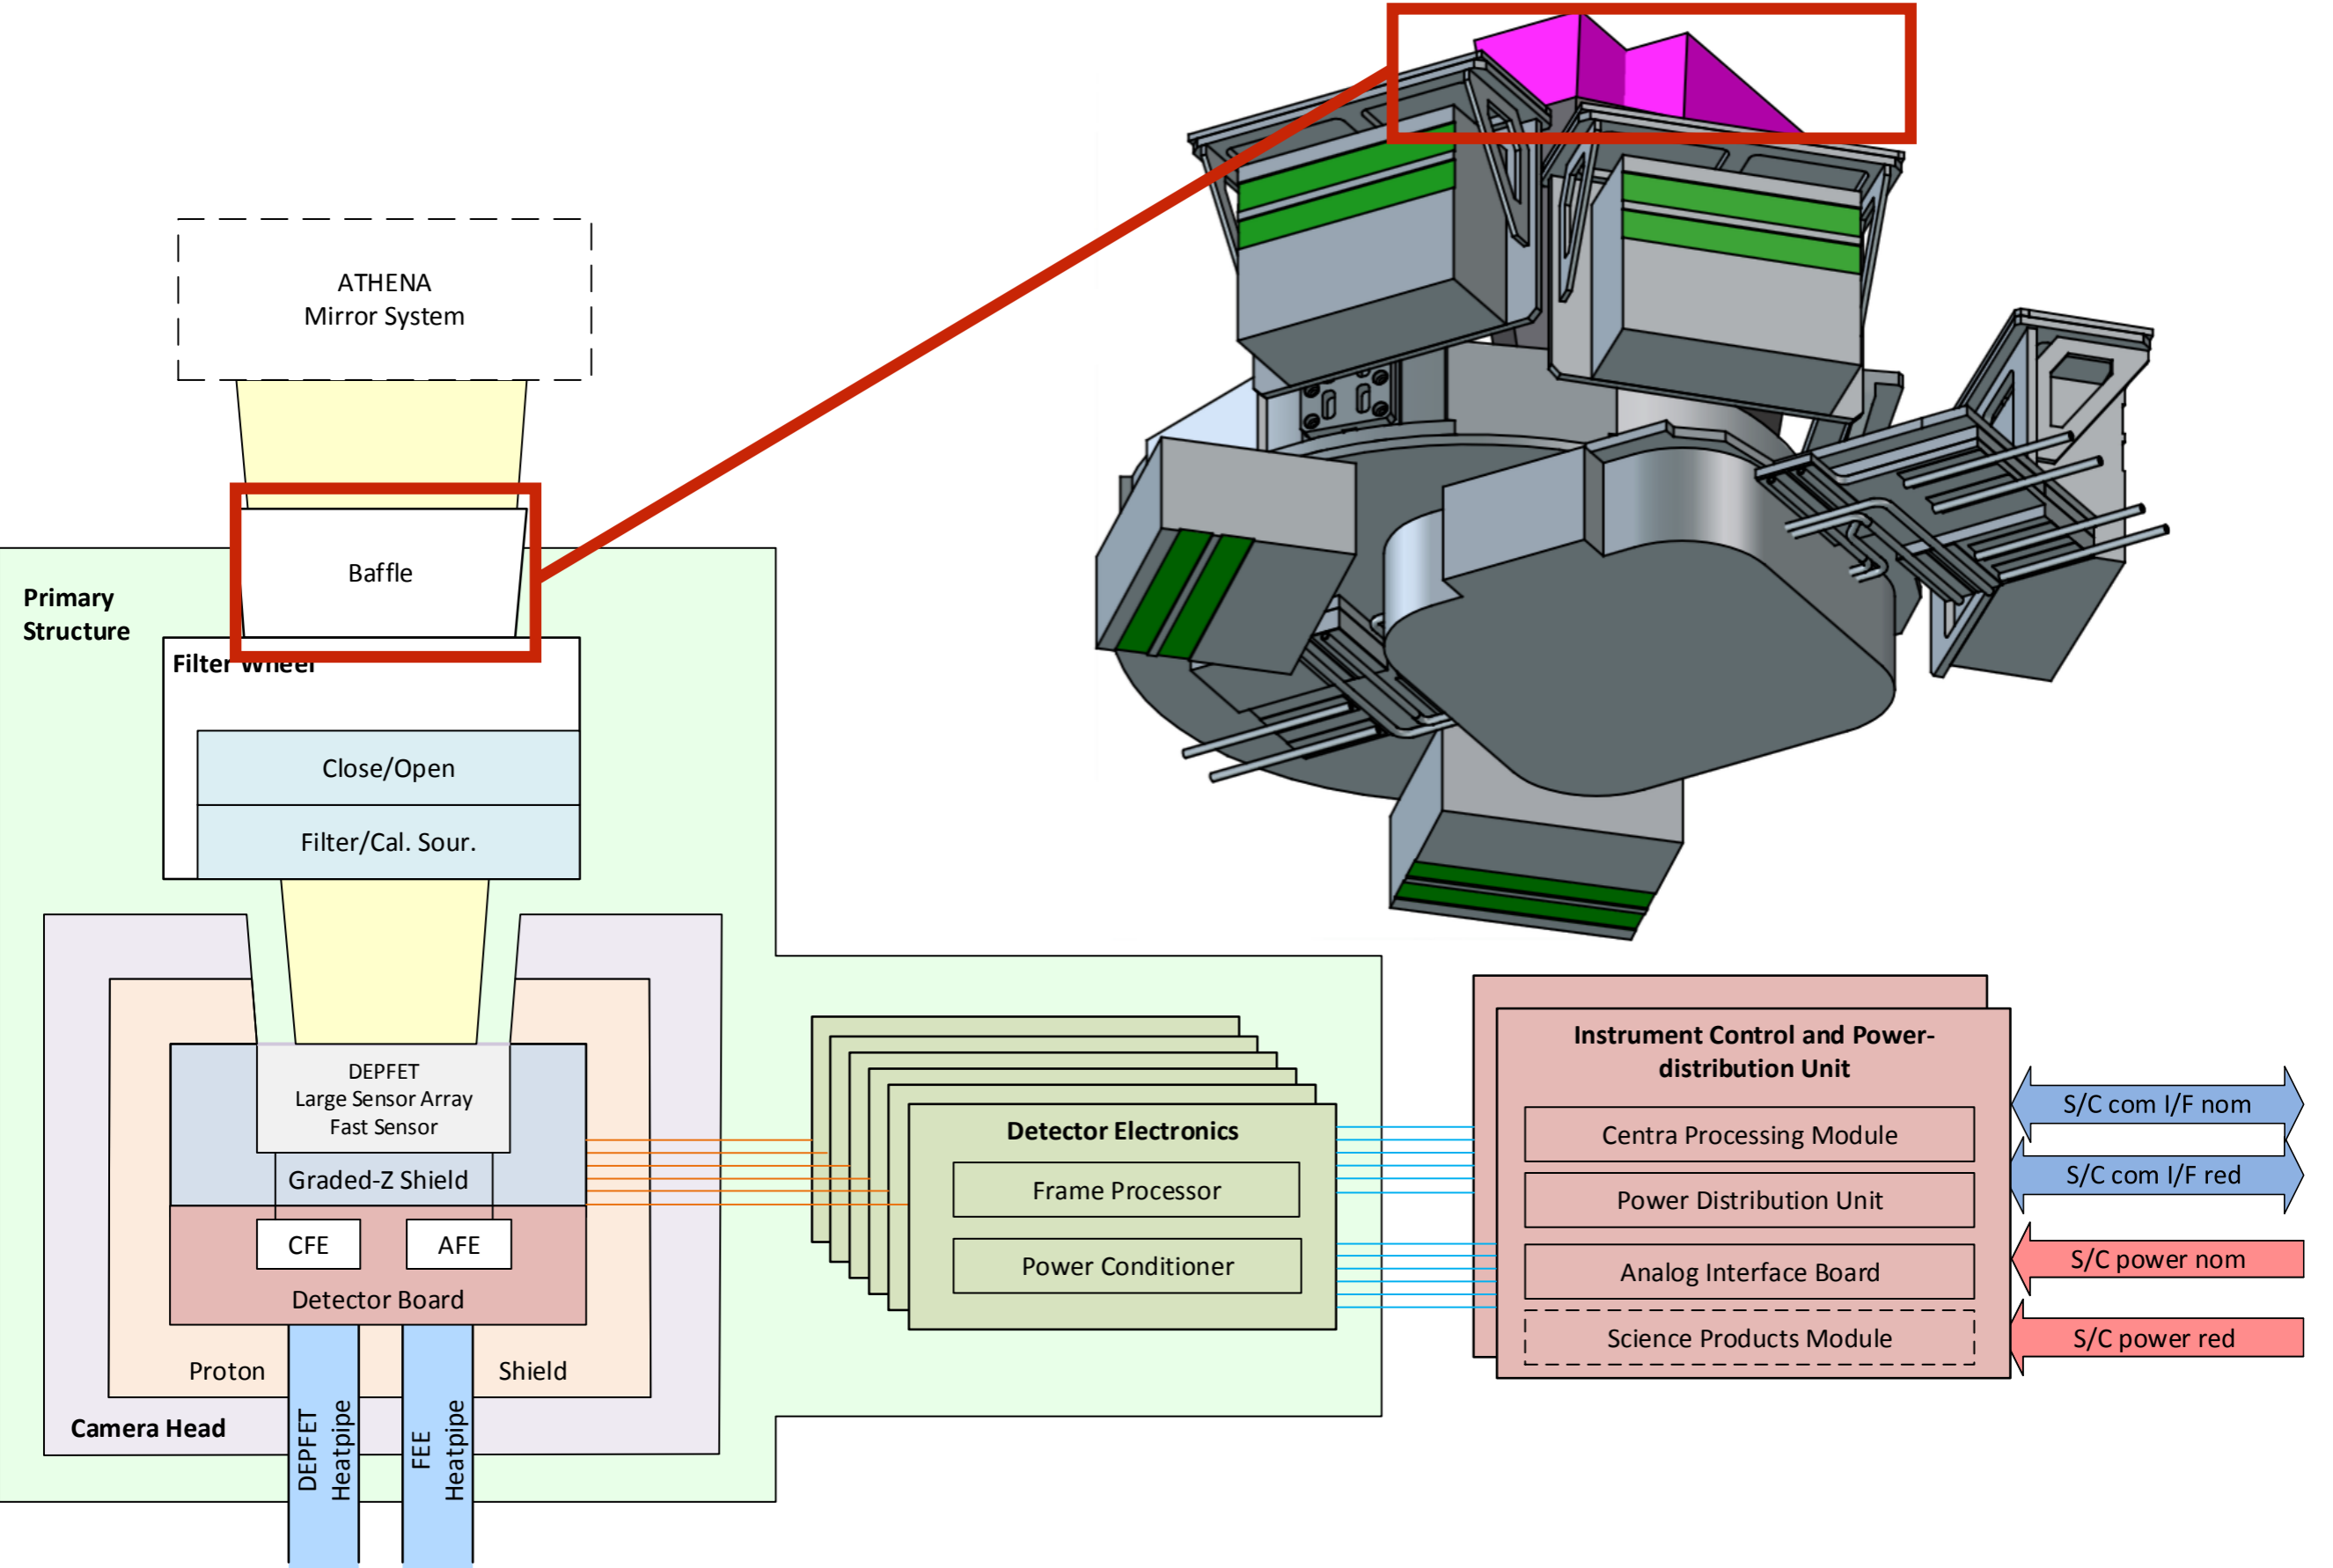 ATHENA
Mirror System
Baffle
Primary
Structure
Filter Wheel
Close/Open
Filter/Cal. Sour.
DEPFET
Large Sensor Array
Fast Sensor
Graded-Z Shield
CFE
AFE
Detector Board
Proton
Shield
Camera Head
DEPFET
Heatpipe
FEE
Heatpipe
Detector Electronics
Frame Processor
Power Conditioner
Instrument Control and Power-
distribution Unit
Centra Processing Module
Power Distribution Unit
Analog Interface Board
Science Products Module
S/C com I/F nom
S/C com I/F red
S/C power nom
S/C power red